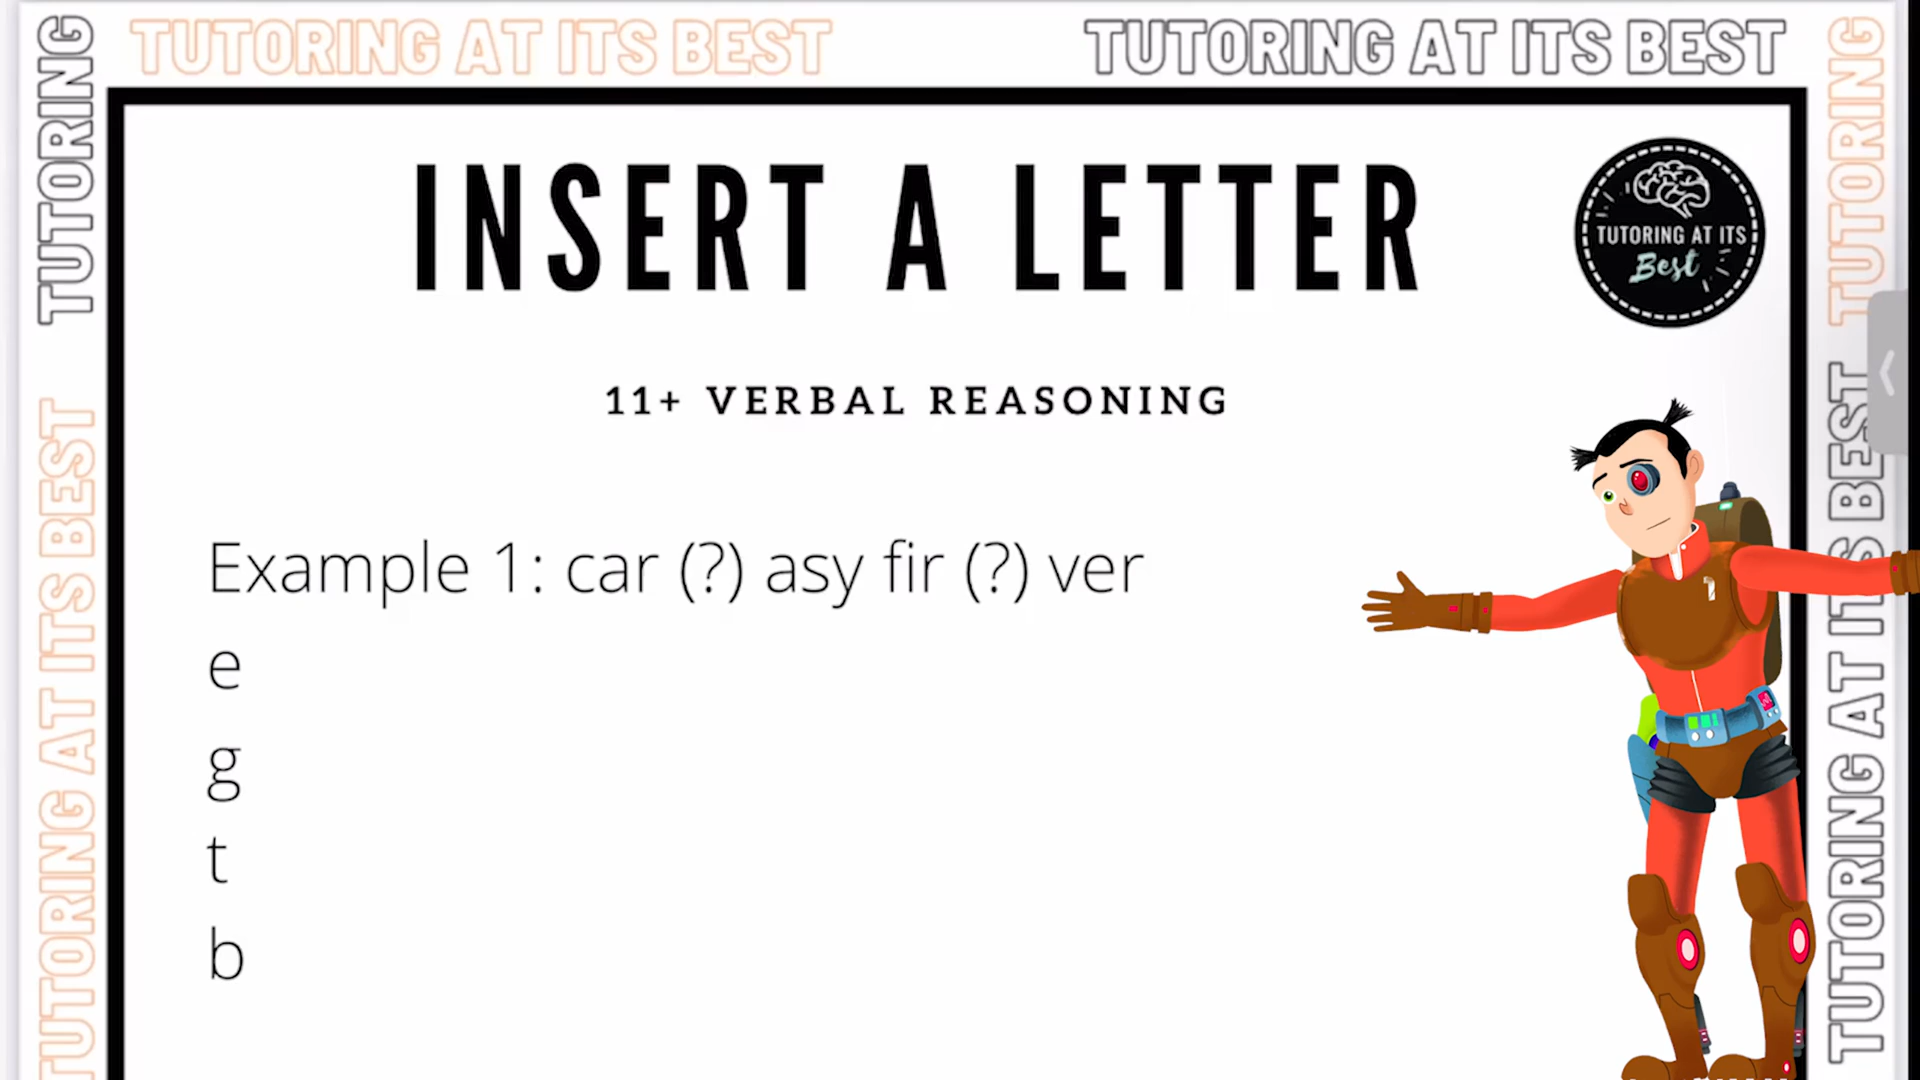 TUTORING AT ITS BEST
TUTORING AT ITS BEST
TUTORING
TUTORING
INSERT A LETTER
TUTORING AT ITS
Best
11+ VERBAL REASONING
TUTORING AT ITS BEST
TUTORING AT ITS BEST
Example 1: car (?) asy fir (?) ver
e
g
t
b